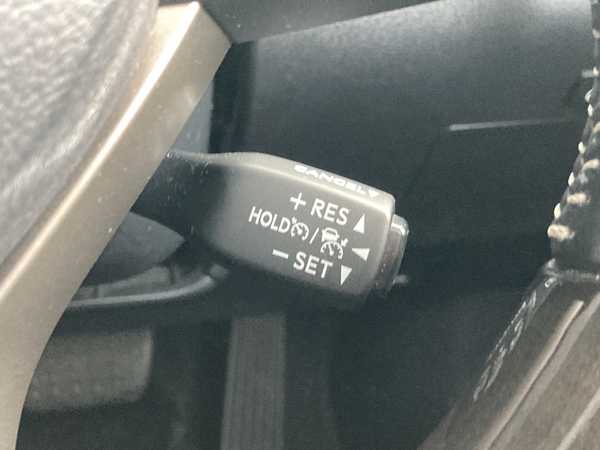 CANCEL
+ RES
HOLD /
− SET